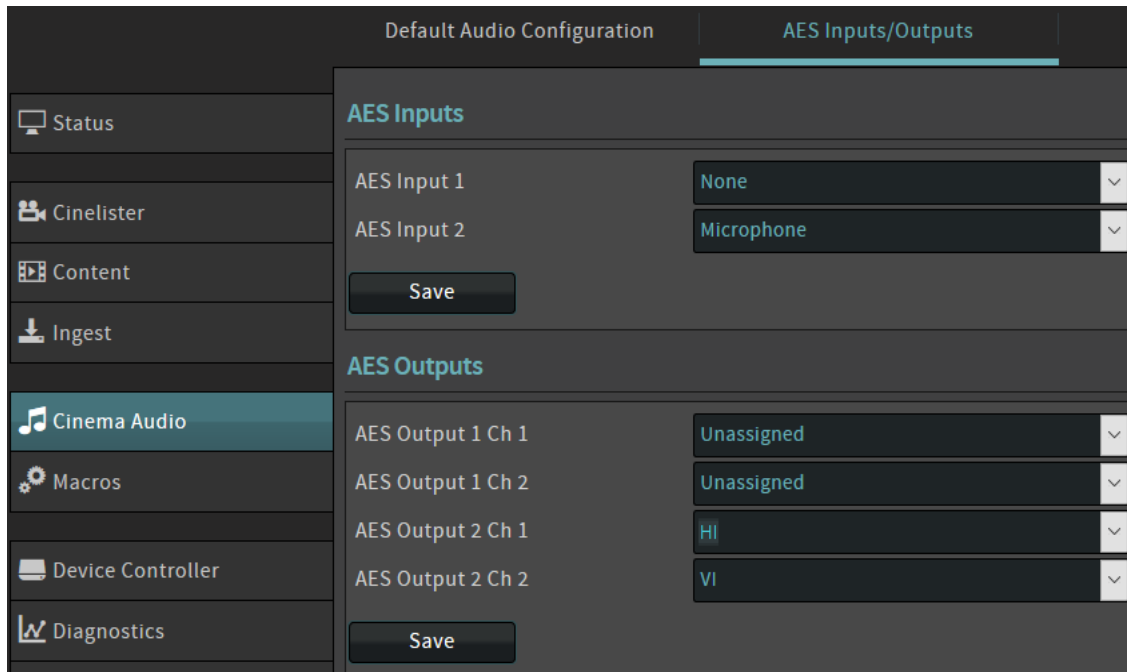 Default Audio Configuration
AES Inputs/Outputs
Status
Cinelister
Content
Ingest
Cinema Audio
Macros
Device Controller
Diagnostics
AES Inputs
AES Input 1 None
AES Input 2 Microphone
Save
AES Outputs
AES Output 1 Ch 1 Unassigned
AES Output 1 Ch 2 Unassigned
AES Output 2 Ch 1 HI
AES Output 2 Ch 2 VI
Save